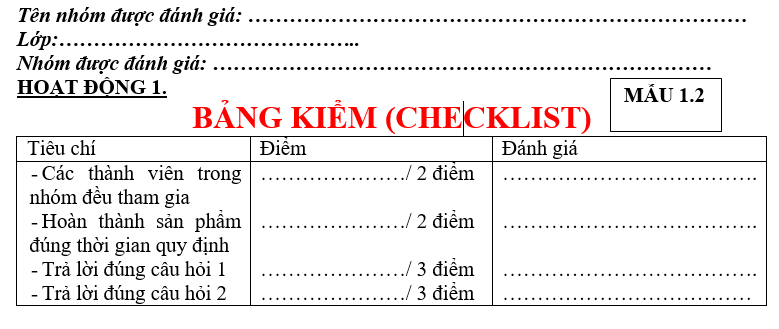 Tên nhóm được đánh giá: ……………………………………………………………………
Lớp:……………………………………..
Nhóm được đánh giá: ……………………………………………………………………
HOẠT ĐỘNG 1.
MẪU 1.2
BẢNG KIỂM (CHECKLIST)
Tiêu chí Điểm Đánh giá
- Các thành viên trong …………………/ 2 điểm ……………………………….
nhóm đều tham gia
- Hoàn thành sản phẩm …………………/ 2 điểm ……………………………….
đúng thời gian quy định
- Trả lời đúng câu hỏi 1 …………………/ 3 điểm ……………………………….
- Trả lời đúng câu hỏi 2 …………………/ 3 điểm ………………………………